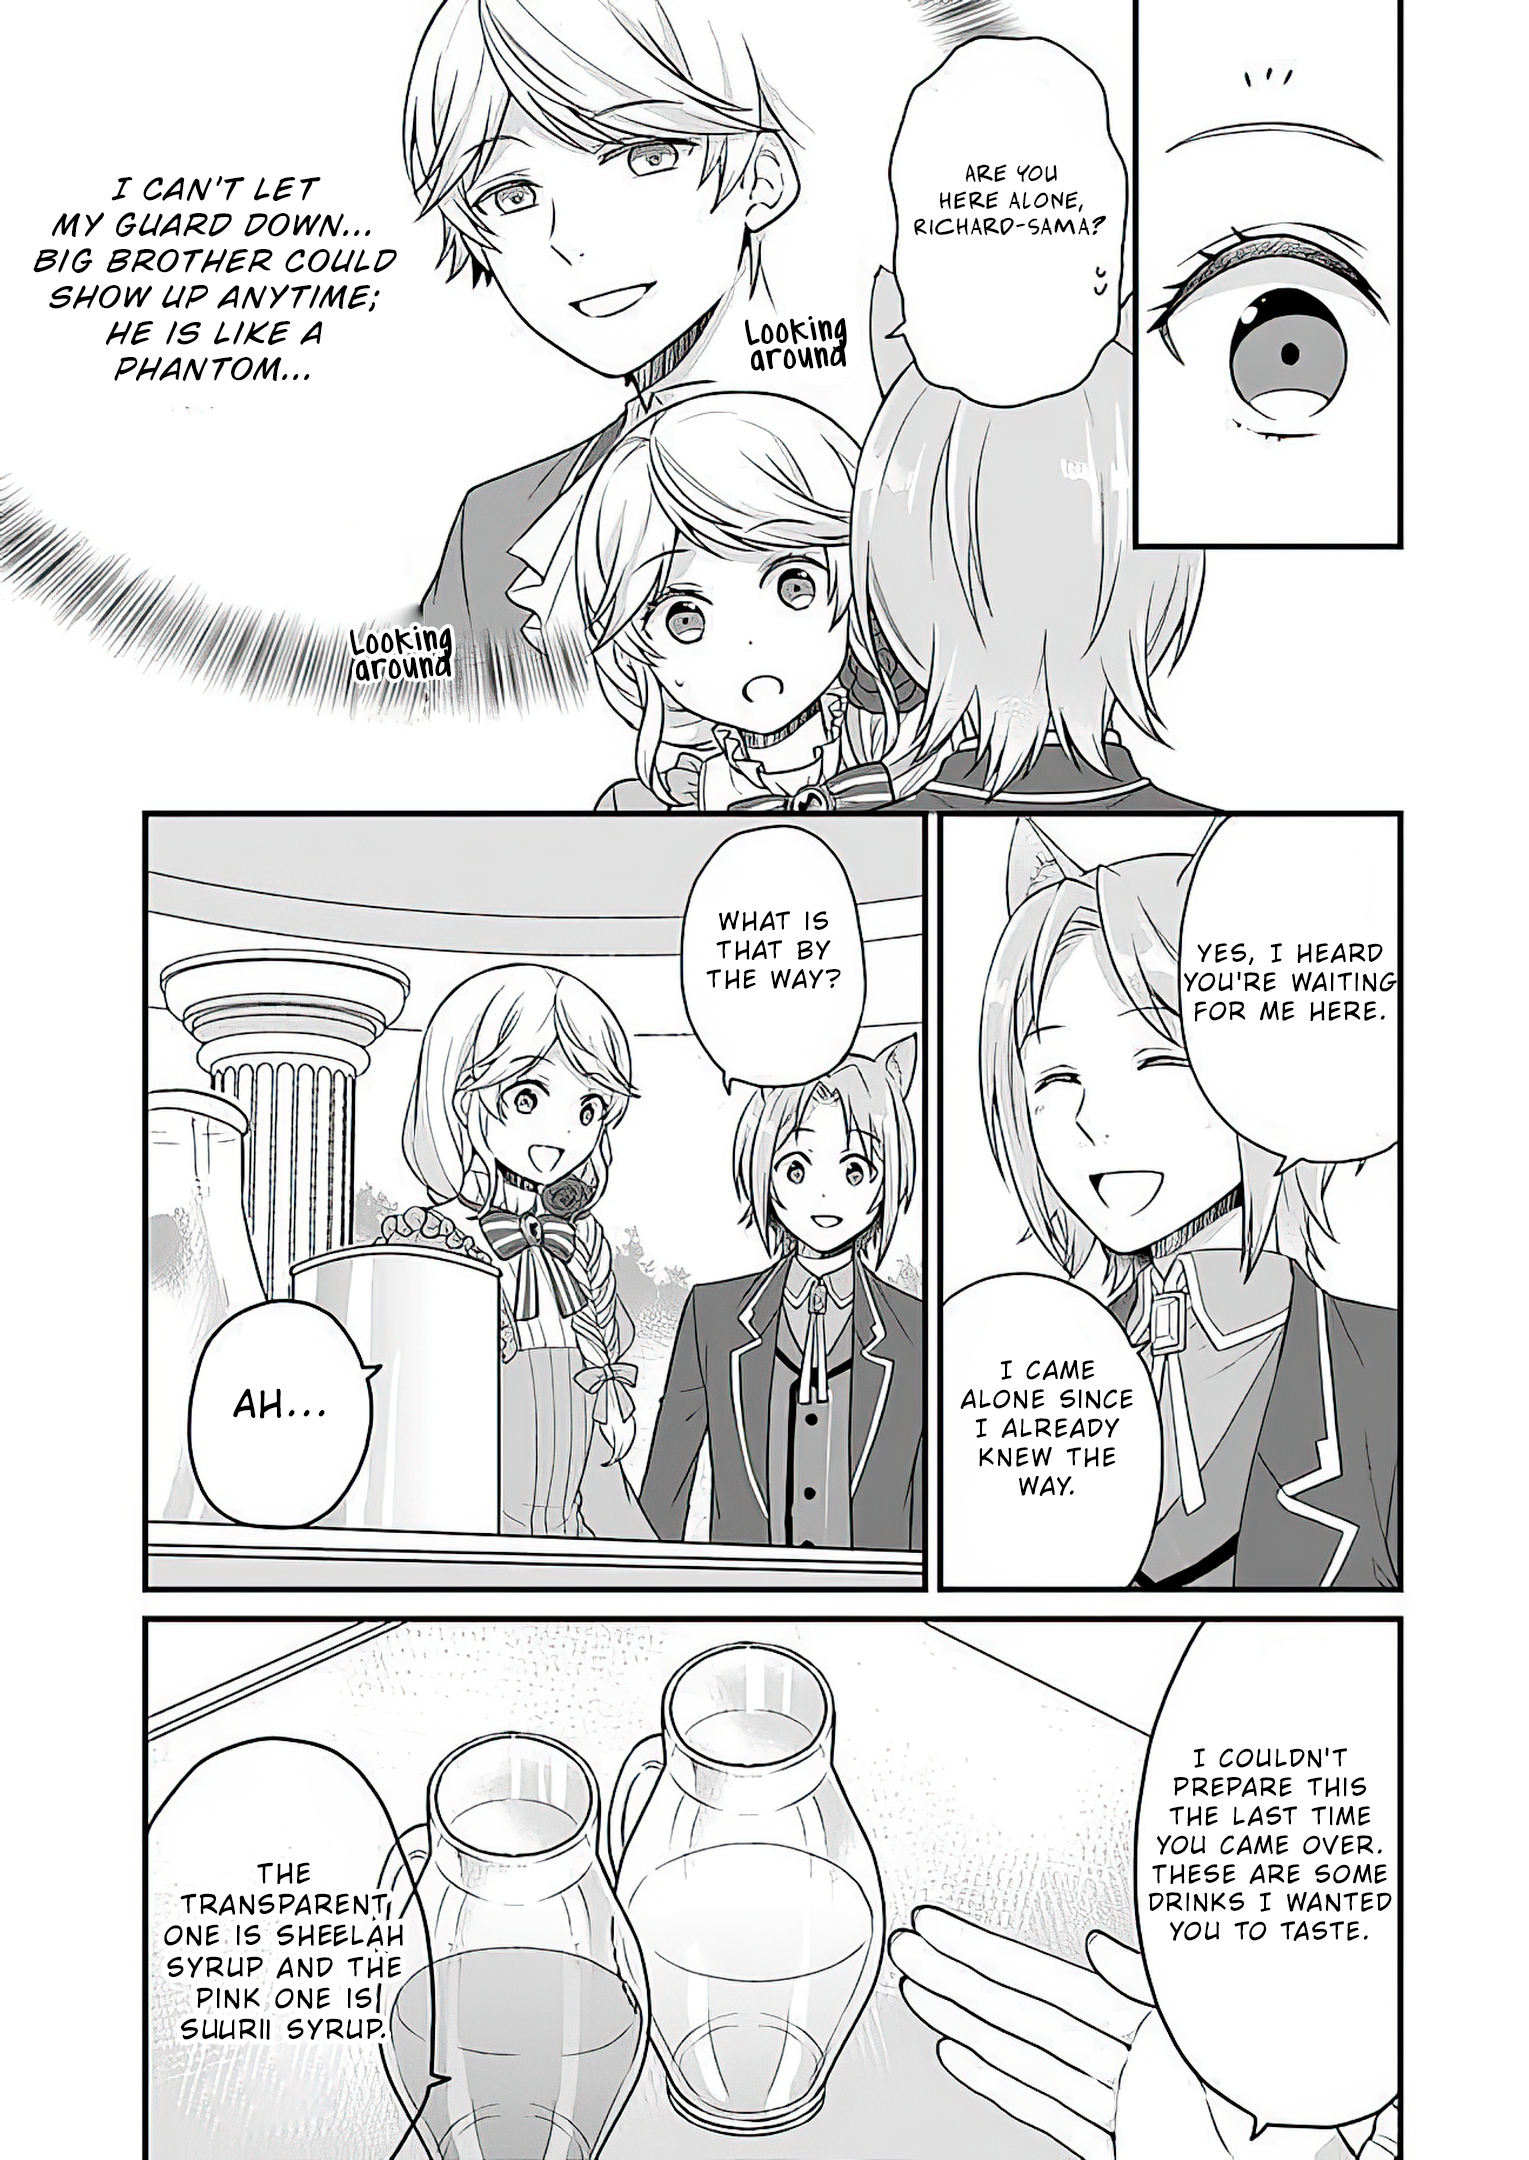 ARE YOU
HERE ALONE,
RICHARD-SAMA?
Looking
around
I CAN'T LET
MY GUARD DOWN...
BIG BROTHER COULD
SHOW UP ANYTIME;
HE IS LIKE A
PHANTOM...
Looking
around
YES, I HEARD
YOU'RE WAITING
FOR ME HERE.
I CAME
ALONE SINCE
I ALREADY
KNEW THE
WAY.
WHAT IS
THAT BY
THE WAY?
AH...
I COULDN'T
PREPARE THIS
THE LAST TIME
YOU CAME OVER.
THESE ARE SOME
DRINKS I WANTED
YOU TO TASTE.
THE
TRANSPARENT
ONE IS SHEELAH
SYRUP AND THE
PINK ONE IS
SUURII SYRUP.